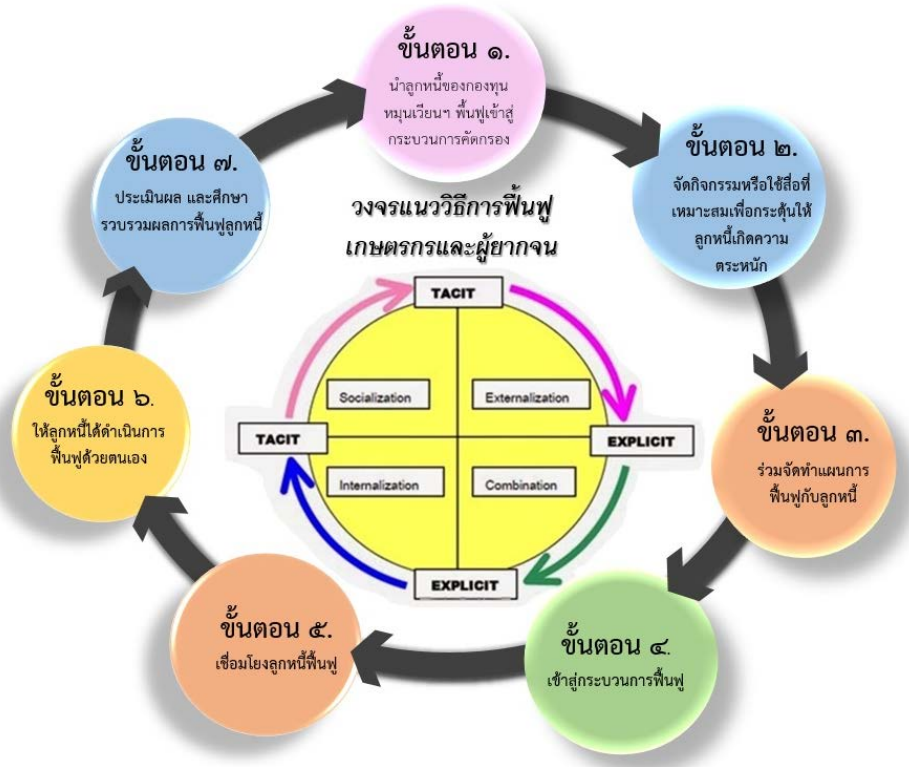 ขั้นตอน ๑.
นำลูกหนี้ของกองทุน
หมุนเวียนฯ ฟื้นฟูเข้าสู่
กระบวนการคัดกรอง
ขั้นตอน ๒.
จัดกิจกรรมหรือใช้สื่อที่
เหมาะสมเพื่อกระตุ้นให้
ลูกหนี้เกิดความ
ตระหนัก
ขั้นตอน ๓.
ร่วมจัดทำแผนการ
ฟื้นฟูกับลูกหนี้
ขั้นตอน ๔.
เข้าสู่กระบวนการฟื้นฟู
ขั้นตอน ๕.
เชื่อมโยงลูกหนี้ฟื้นฟู
ขั้นตอน ๖.
ให้ลูกหนี้ได้ดำเนินการ
ฟื้นฟูด้วยตนเอง
ขั้นตอน ๗.
ประเมินผล และศึกษา
รวบรวมผลการฟื้นฟูลูกหนี้
วงจรแนววิธีการฟื้นฟู
เกษตรกรและผู้ยากจน
TACIT
Socialization
Externalization
TACIT
EXPLICIT
Internalization
Combination
EXPLICIT